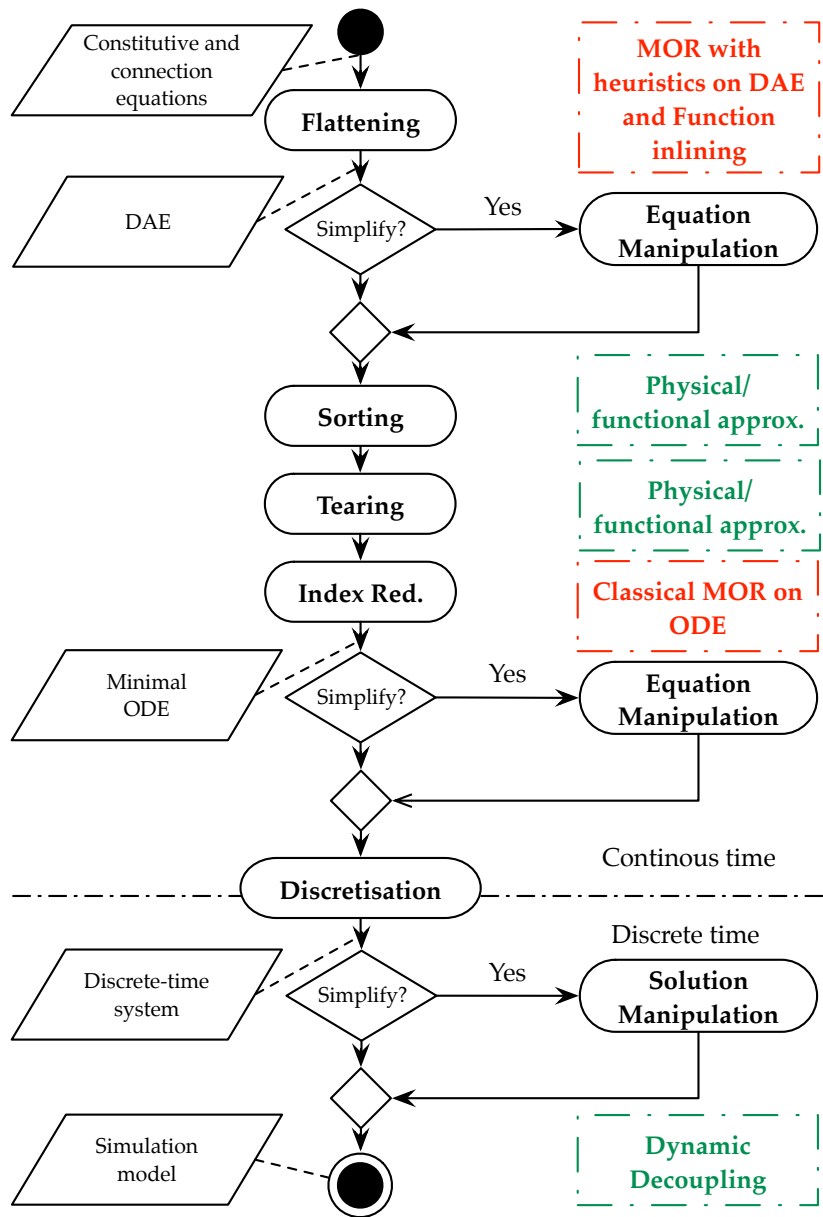 Constitutive and
connection
equations
MOR with
heuristics on DAE
and Function
inlining
Flattening
DAE
Simplify?
Yes
Equation
Manipulation
Physical/
functional approx.
Sorting
Physical/
functional approx.
Tearing
Classical MOR on
ODE
Index Red.
Minimal
ODE
Simplify?
Yes
Equation
Manipulation
Continous time
Discretisation
Discrete time
Discrete-time
system
Simplify?
Yes
Solution
Manipulation
Simulation
model
Dynamic
Decoupling